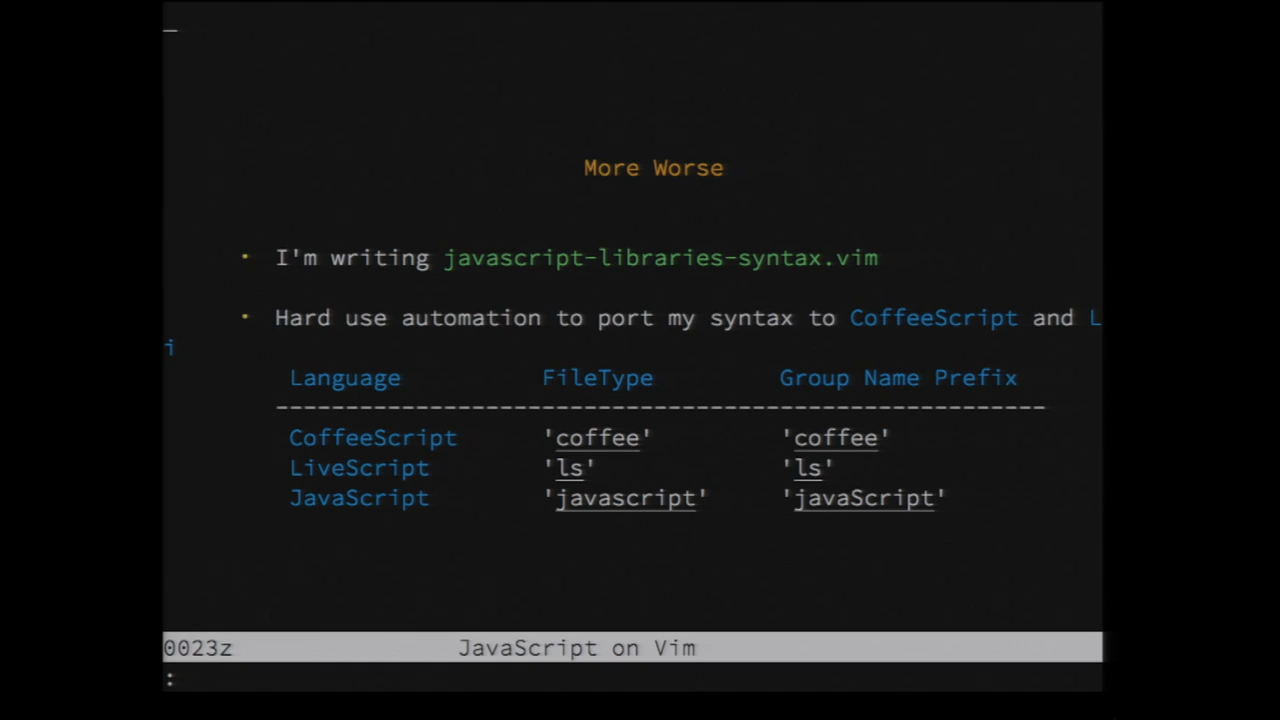 More Worse
• I'm writing javascript-libraries-syntax.vim
• Hard use automation to port my syntax to CoffeeScript and L
i
Language FileType Group Name Prefix
-------------------------------------------------------
CoffeeScript 'coffee' 'coffee'
LiveScript 'ls' 'ls'
JavaScript 'javascript' 'javaScript'
0023z JavaScript on Vim
: